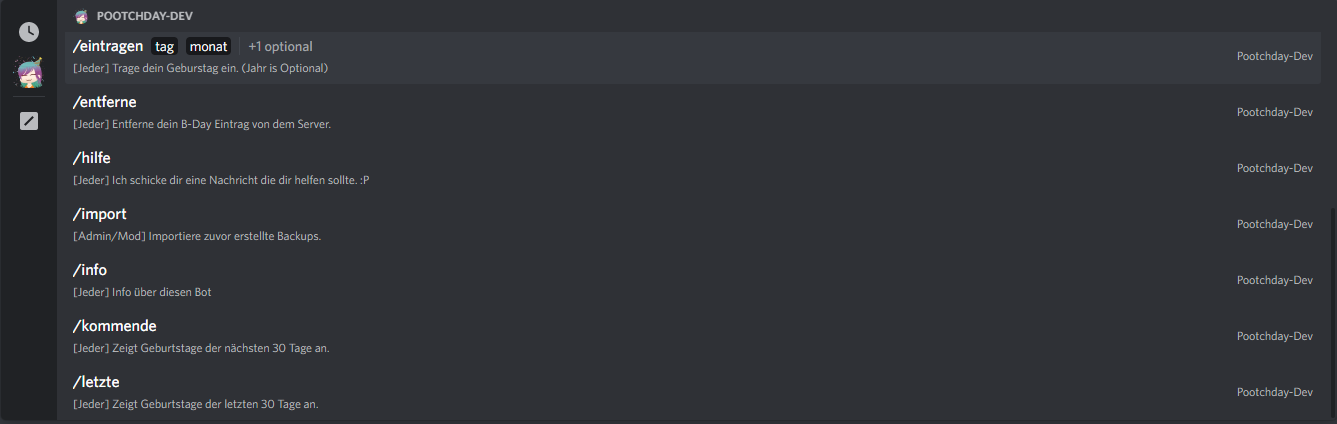 POOTCHDAY-DEV
/eintragen tag monat +1 optional
[Jeder] Trage dein Geburstag ein. (Jahr is Optional)
Pootchday-Dev
/entferne
[Jeder] Entferne dein B-Day Eintrag von dem Server.
Pootchday-Dev
/hilfe
[Jeder] Ich schicke dir eine Nachricht die dir helfen sollte. :P
Pootchday-Dev
/import
[Admin/Mod] Importiere zuvor erstellte Backups.
Pootchday-Dev
/info
[Jeder] Info über diesen Bot
Pootchday-Dev
/kommende
[Jeder] Zeigt Geburtstage der nächsten 30 Tage an.
Pootchday-Dev
/letzte
[Jeder] Zeigt Geburtstage der letzten 30 Tage an.
Pootchday-Dev